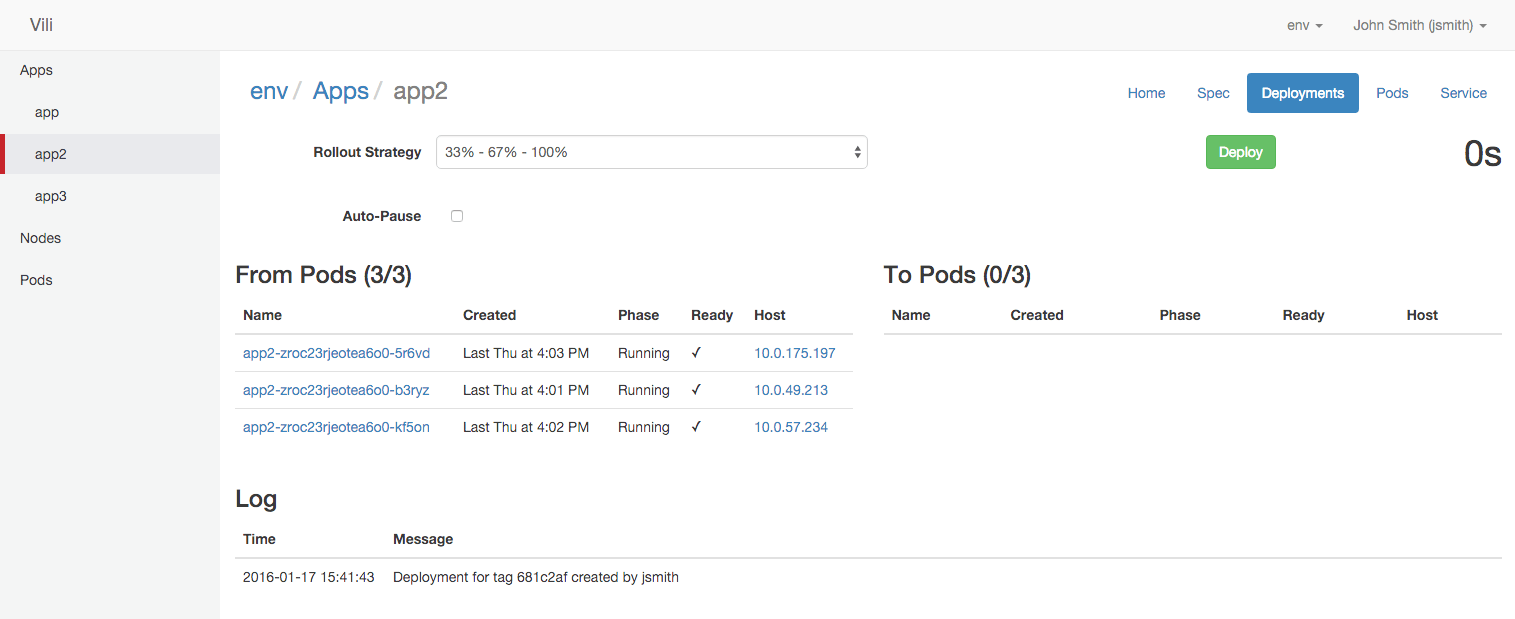 Vili env John Smith (jsmith)
Apps
app
app2
app3
Nodes
Pods
env / Apps / app2 Home Spec Deployments Pods Service
Rollout Strategy 33% - 67% - 100% Deploy 0s
Auto-Pause
From Pods (3/3)
Name Created Phase Ready Host
app2-zroc23rjeotea6o0-5r6vd Last Thu at 4:03 PM Running ✓ 10.0.175.197
app2-zroc23rjeotea6o0-b3ryz Last Thu at 4:01 PM Running ✓ 10.0.49.213
app2-zroc23rjeotea6o0-kf5on Last Thu at 4:02 PM Running ✓ 10.0.57.234
To Pods (0/3)
Name Created Phase Ready Host
Log
Time Message
2016-01-17 15:41:43 Deployment for tag 681c2af created by jsmith